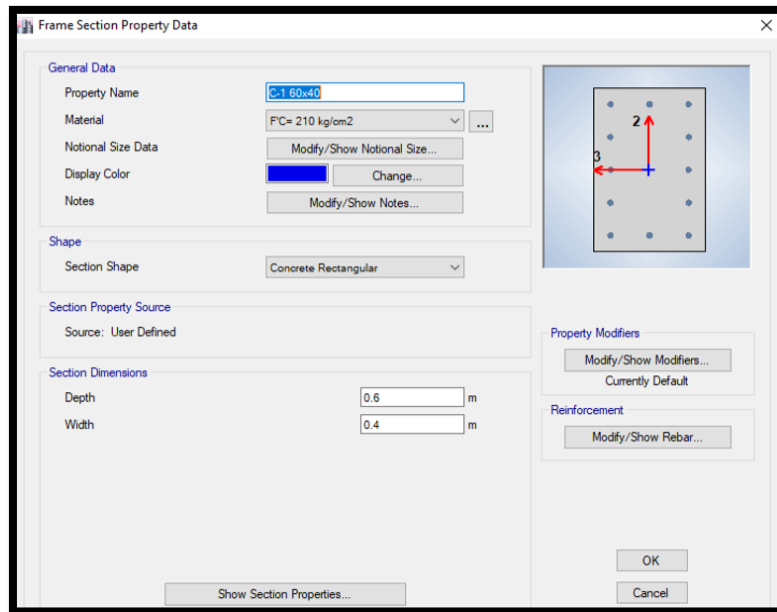 Frame Section Property Data
General Data
Property Name
C-1 60x40
Material
F'C= 210 kg/cm2
...
Notional Size Data
Modify/Show Notional Size...
Display Color
Change...
Notes
Modify/Show Notes...
2
3
Shape
Section Shape
Concrete Rectangular
Section Property Source
Source: User Defined
Section Dimensions
Depth
0.6
m
Width
0.4
m
Property Modifiers
Modify/Show Modifiers...
Currently Default
Reinforcement
Modify/Show Rebar...
Show Section Properties...
OK
Cancel